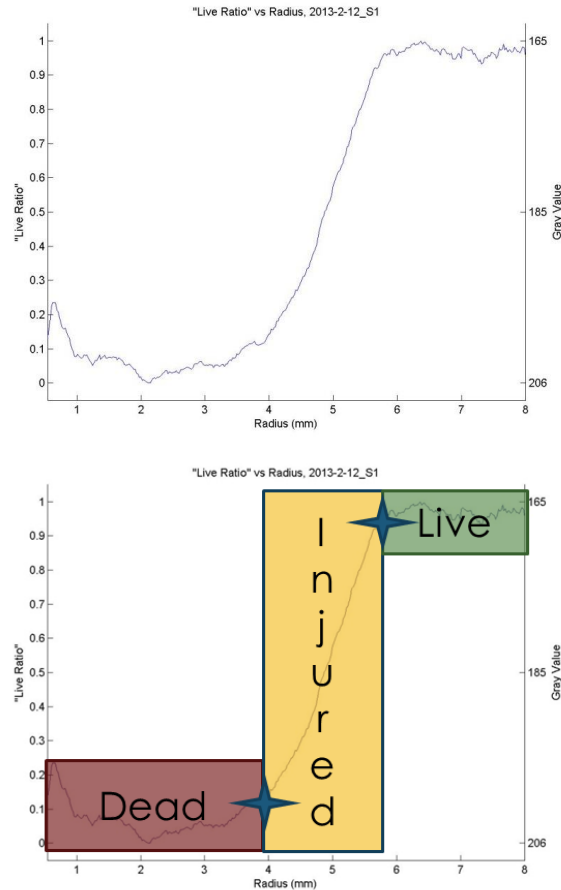 "Live Ratio" vs Radius, 2013-2-12_S1
1
0.9
0.8
0.7
0.6
0.5
0.4
0.3
0.2
0.1
0
"Live Ratio"
165
185
206
Gray Value
1 2 3 4 5 6 7 8
Radius (mm)
"Live Ratio" vs Radius, 2013-2-12_S1
1
0.9
0.8
0.7
0.6
0.5
0.4
0.3
0.2
0.1
0
"Live Ratio"
Dead
Injured
Live
165
185
206
Gray Value
1 2 3 4 5 6 7 8
Radius (mm)